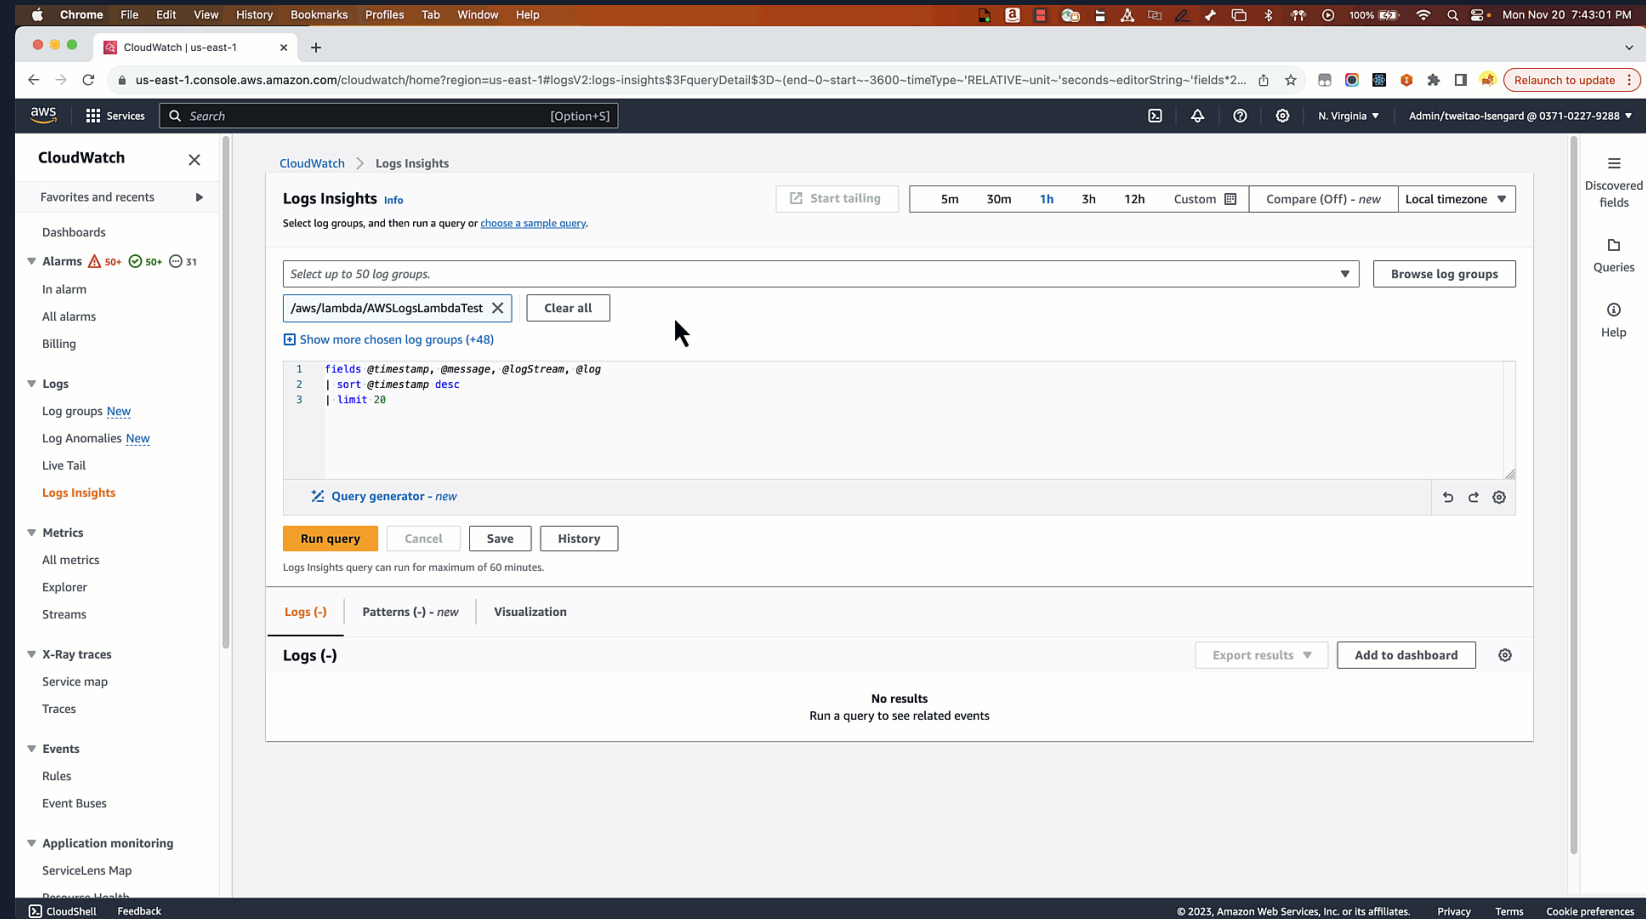 Chrome File Edit View History Bookmarks Profiles Tab Window Help 100% Mon Nov 20 7:43:01 PM
CloudWatch | us-east-1
us-east-1.console.aws.amazon.com/cloudwatch/home?region=us-east-1#logsV2:logs-insights$3FqueryDetail$3D~(end~0~start~-3600~timeType~'RELATIVE~unit~'seconds~editorString~'fields*2... Relaunch to update
aws Services Search [Option+S] N. Virginia Admin/tweitao-Isengard @ 0371-0227-9288
CloudWatch
Favorites and recents
Dashboards
Alarms 50+ 50+ 31
In alarm
All alarms
Billing
Logs
Log groups New
Log Anomalies New
Live Tail
Logs Insights
Metrics
All metrics
Explorer
Streams
X-Ray traces
Service map
Traces
Events
Rules
Event Buses
Application monitoring
ServiceLens Map
Resource Health
CloudWatch Logs Insights
Logs Insights Info
Start tailing 5m 30m 1h 3h 12h Custom Compare (Off) - new Local timezone
Select log groups, and then run a query or choose a sample query.
Select up to 50 log groups. Browse log groups
/aws/lambda/AWSLogsLambdaTest Clear all
Show more chosen log groups (+48)
1 fields @timestamp, @message, @logStream, @log
2 | sort @timestamp desc
3 | limit 20
Query generator - new
Run query Cancel Save History
Logs Insights query can run for maximum of 60 minutes.
Logs (-) Patterns (-) - new Visualization
Logs (-) Export results Add to dashboard
No results
Run a query to see related events
Discovered
fields
Queries
Help
CloudShell Feedback © 2023, Amazon Web Services, Inc. or its affiliates. Privacy Terms Cookie preferences